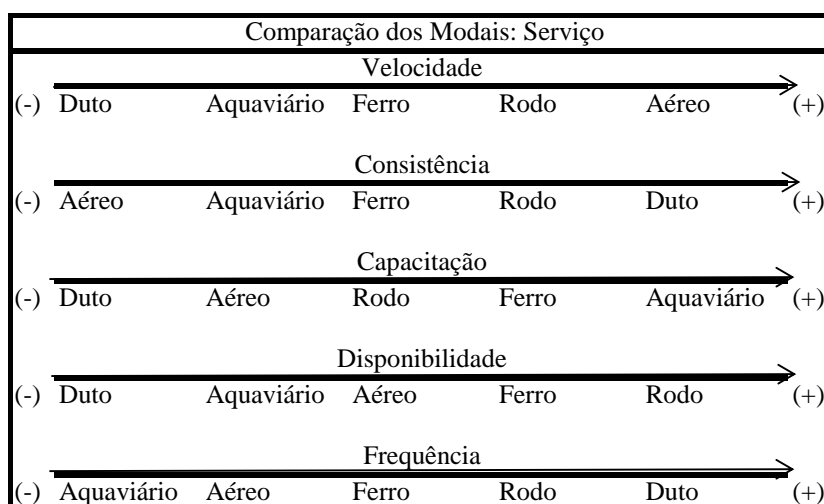 Comparação dos Modais: Serviço
Velocidade
(-) Duto Aquaviário Ferro Rodo Aéreo (+)
Consistência
(-) Aéreo Aquaviário Ferro Rodo Duto (+)
Capacitação
(-) Duto Aéreo Rodo Ferro Aquaviário (+)
Disponibilidade
(-) Duto Aquaviário Aéreo Ferro Rodo (+)
Frequência
(-) Aquaviário Aéreo Ferro Rodo Duto (+)